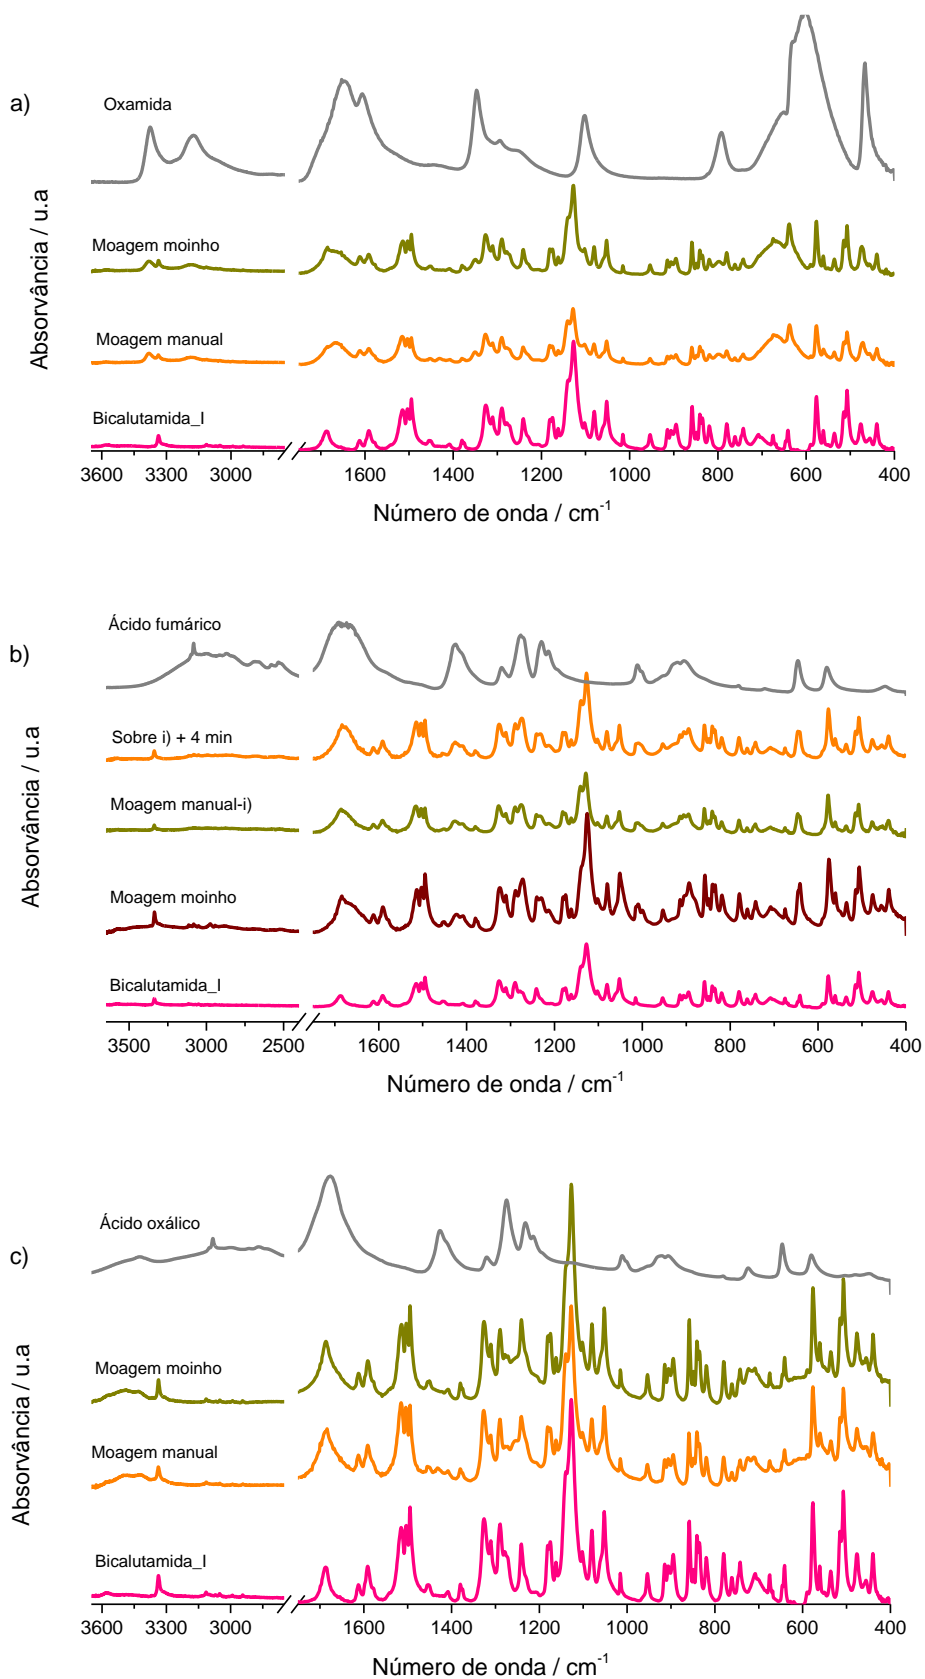 a)
Oxamida
Moagem moinho
Moagem manual
Bicalutamida_I
Absorvância / u.a
3600 3300 3000 1600 1400 1200 1000 800 600 400
Número de onda / cm-1
b)
Ácido fumárico
Sobre i) + 4 min
Moagem manual-i)
Moagem moinho
Bicalutamida_I
Absorvância / u.a
3500 3000 2500 1600 1400 1200 1000 800 600 400
Número de onda / cm-1
c)
Ácido oxálico
Moagem moinho
Moagem manual
Bicalutamida_I
Absorvância / u.a
3600 3300 3000 1600 1400 1200 1000 800 600 400
Número de onda / cm-1